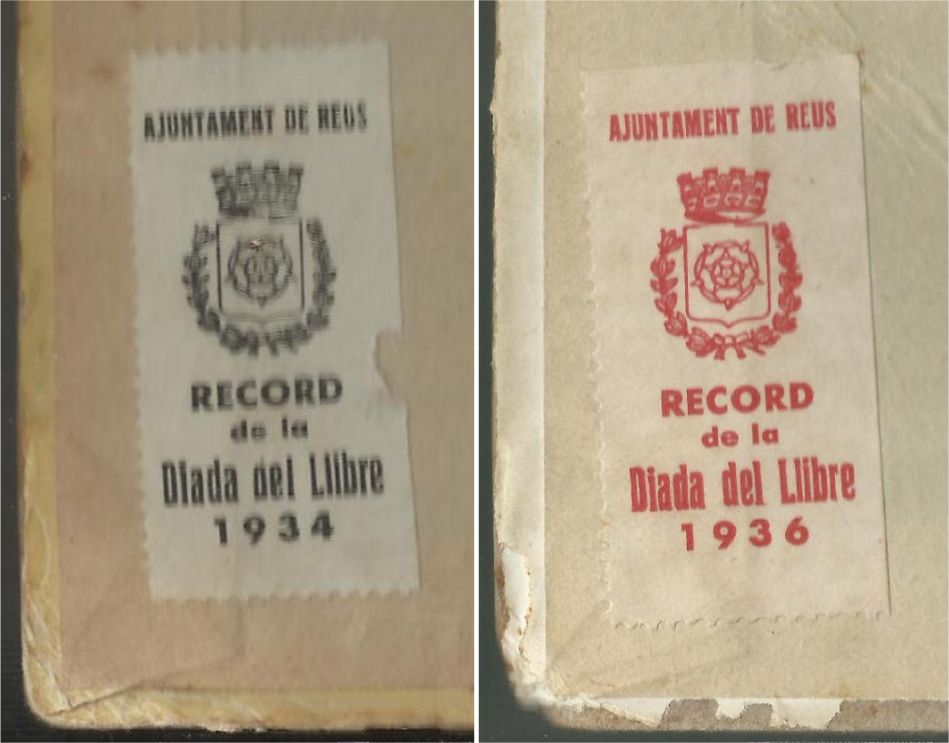 AJUNTAMENT DE REUS
RECORD
de la
Diada del Llibre
1934
AJUNTAMENT DE REUS
RECORD
de la
Diada del Llibre
1936